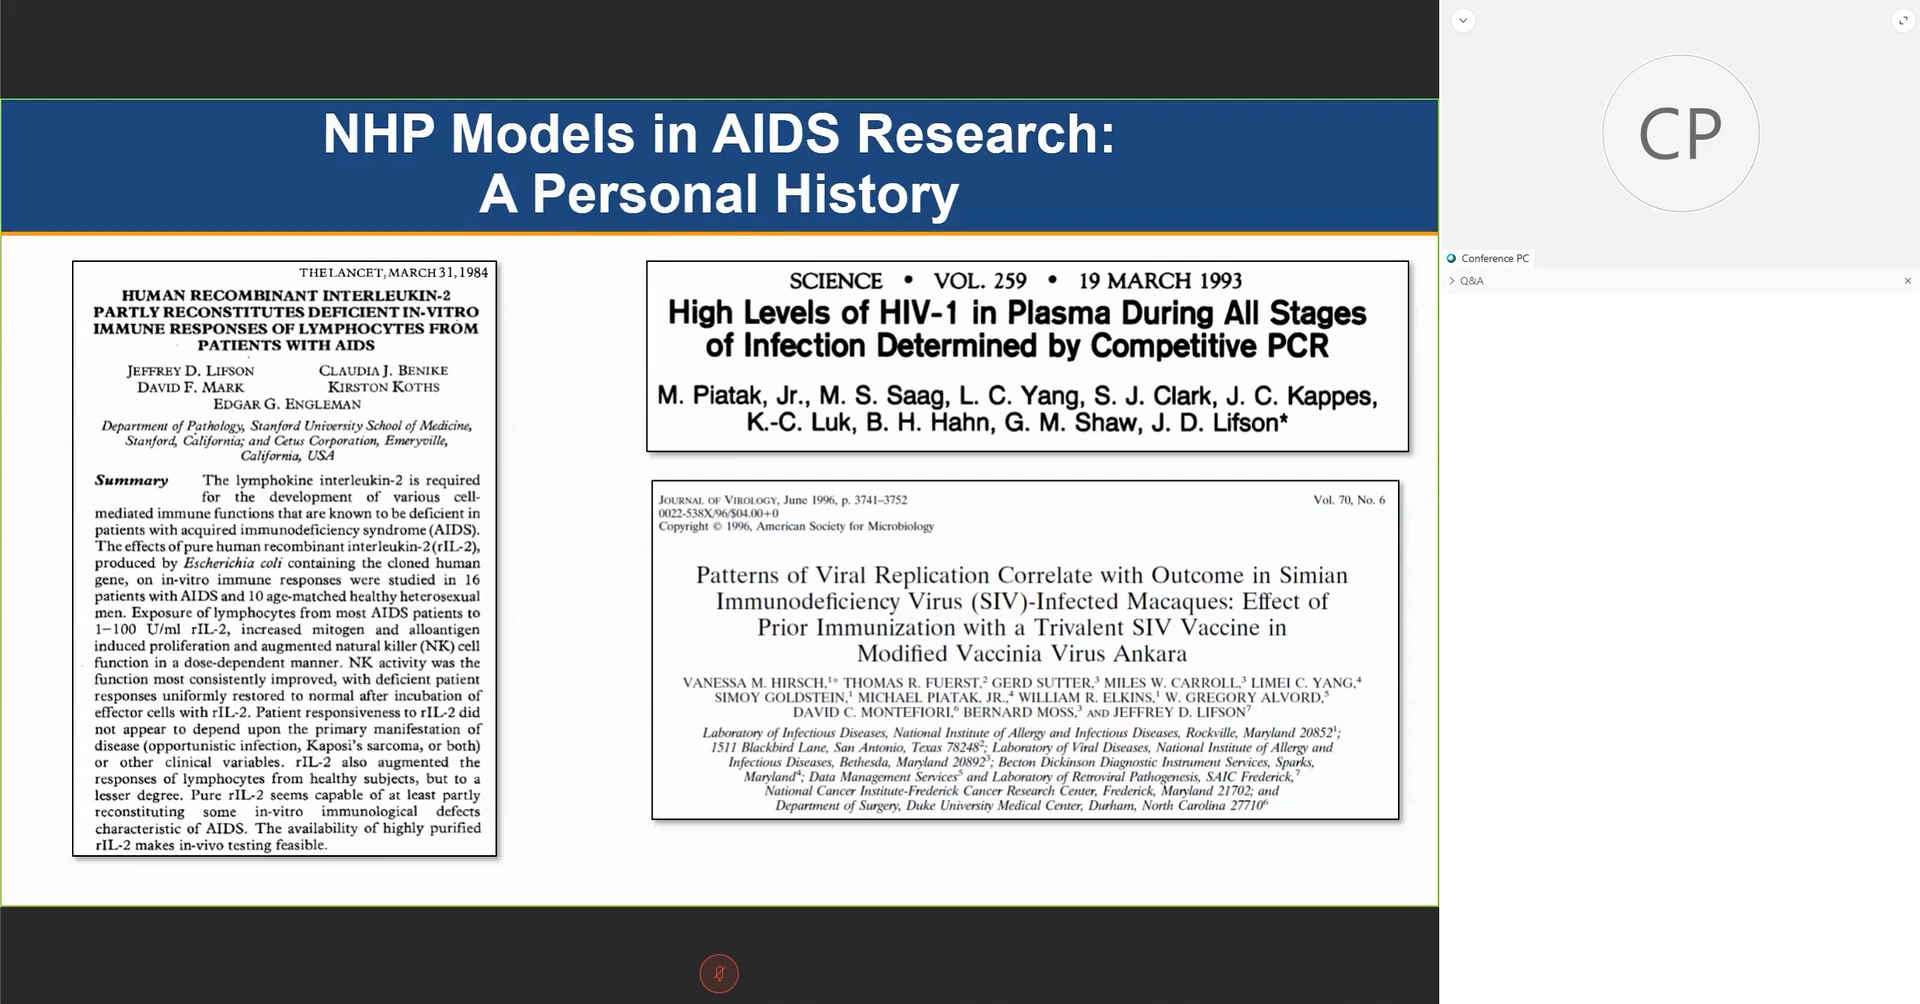 NHP Models in AIDS Research:
A Personal History
THE LANCET, MARCH 31, 1984
HUMAN RECOMBINANT INTERLEUKIN-2
PARTLY RECONSTITUTES DEFICIENT IN-VITRO
IMMUNE RESPONSES OF LYMPHOCYTES FROM
PATIENTS WITH AIDS
JEFFREY D. LIFSON CLAUDIA J. BENIKE
DAVID F. MARK KIRSTON KOTHS
EDGAR G. ENGLEMAN
Department of Pathology, Stanford University School of Medicine,
Stanford, California; and Cetus Corporation, Emeryville,
California, USA
Summary The lymphokine interleukin-2 is required
for the development of various cell-
mediated immune functions that are known to be deficient in
patients with acquired immunodeficiency syndrome (AIDS).
The effects of pure human recombinant interleukin-2 (rIL-2),
produced by Escherichia coli containing the cloned human
gene, on in-vitro immune responses were studied in 16
patients with AIDS and 10 age-matched healthy heterosexual
men. Exposure of lymphocytes from most AIDS patients to
1–100 U/ml rIL-2, increased mitogen and alloantigen
induced proliferation and augmented natural killer (NK) cell
function in a dose-dependent manner. NK activity was the
function most consistently improved, with deficient patient
responses uniformly restored to normal after incubation of
effector cells with rIL-2. Patient responsiveness to rIL-2 did
not appear to depend upon the primary manifestation of
disease (opportunistic infection, Kaposi's sarcoma, or both)
or other clinical variables. rIL-2 also augmented the
responses of lymphocytes from healthy subjects, but to a
lesser degree. Pure rIL-2 seems capable of at least partly
reconstituting some in-vitro immunological defects
characteristic of AIDS. The availability of highly purified
rIL-2 makes in-vivo testing feasible.
SCIENCE • VOL. 259 • 19 MARCH 1993
High Levels of HIV-1 in Plasma During All Stages
of Infection Determined by Competitive PCR
M. Piatak, Jr., M. S. Saag, L. C. Yang, S. J. Clark, J. C. Kappes,
K.-C. Luk, B. H. Hahn, G. M. Shaw, J. D. Lifson*
JOURNAL OF VIROLOGY, June 1996, p. 3741–3752 Vol. 70, No. 6
0022-538X/96/$04.00+0
Copyright © 1996, American Society for Microbiology
Patterns of Viral Replication Correlate with Outcome in Simian
Immunodeficiency Virus (SIV)-Infected Macaques: Effect of
Prior Immunization with a Trivalent SIV Vaccine in
Modified Vaccinia Virus Ankara
VANESSA M. HIRSCH,¹* THOMAS R. FUERST,² GERD SUTTER,³ MILES W. CARROLL,³ LIMEI C. YANG,⁴
SIMOY GOLDSTEIN,¹ MICHAEL PIATAK, JR.,⁴ WILLIAM R. ELKINS,¹ W. GREGORY ALVORD,⁵
DAVID C. MONTEFIORI,⁶ BERNARD MOSS,³ AND JEFFREY D. LIFSON⁷
Laboratory of Infectious Diseases, National Institute of Allergy and Infectious Diseases, Rockville, Maryland 20852¹;
1511 Blackbird Lane, San Antonio, Texas 78248²; Laboratory of Viral Diseases, National Institute of Allergy and
Infectious Diseases, Bethesda, Maryland 20892³; Becton Dickinson Diagnostic Instrument Services, Sparks,
Maryland⁴; Data Management Services⁵ and Laboratory of Retroviral Pathogenesis, SAIC Frederick,⁷
National Cancer Institute-Frederick Cancer Research Center, Frederick, Maryland 21702; and
Department of Surgery, Duke University Medical Center, Durham, North Carolina 27710⁶
CP
Conference PC
Q&A